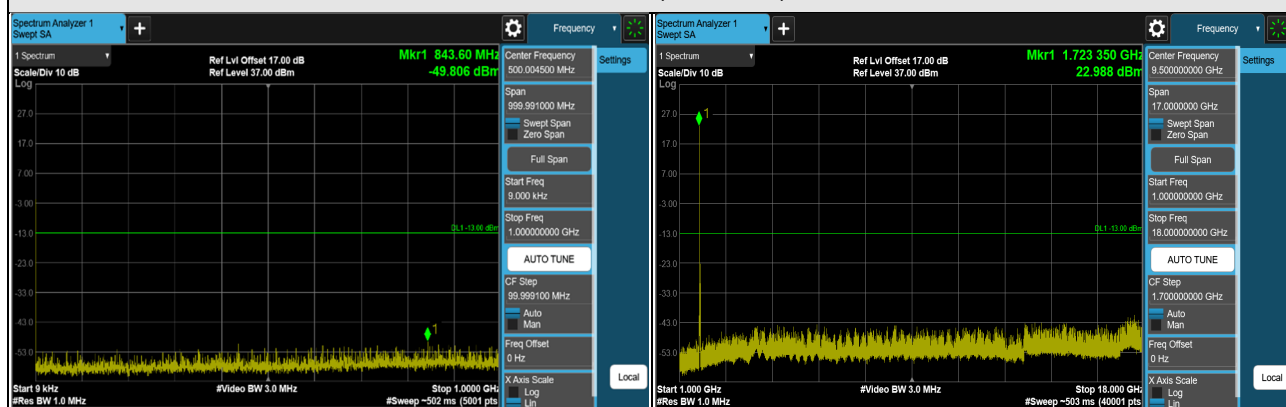 Spectrum Analyzer 1
Swept SA
Frequency
1 Spectrum
Scale/Div 10 dB
Log
Ref Lvl Offset 17.00 dB
Ref Level 37.00 dBm
Mkr1 843.60 MHz
-49.806 dBm
27.0
17.0
7.00
-3.00
-13.0
-23.0
-33.0
-43.0
-53.0
DL1 -13.00 dBm
1
Start 9 kHz
#Res BW 1.0 MHz
#Video BW 3.0 MHz
Stop 1.0000 GHz
#Sweep ~502 ms (5001 pts
Center Frequency
500.004500 MHz
Span
999.991000 MHz
Swept Span
Zero Span
Full Span
Start Freq
9.000 kHz
Stop Freq
1.000000000 GHz
AUTO TUNE
CF Step
99.999100 MHz
Auto
Man
Freq Offset
0 Hz
X Axis Scale
Log
Lin
Settings
Local
Spectrum Analyzer 1
Swept SA
Frequency
1 Spectrum
Scale/Div 10 dB
Log
Ref Lvl Offset 17.00 dB
Ref Level 37.00 dBm
Mkr1 1.723 350 GHz
22.988 dBm
27.0
17.0
7.00
-3.00
-13.0
-23.0
-33.0
-43.0
-53.0
DL1 -13.00 dBm
1
Start 1.000 GHz
#Res BW 1.0 MHz
#Video BW 3.0 MHz
Stop 18.000 GHz
#Sweep ~503 ms (40001 pts
Center Frequency
9.500000000 GHz
Span
17.0000000 GHz
Swept Span
Zero Span
Full Span
Start Freq
1.000000000 GHz
Stop Freq
18.000000000 GHz
AUTO TUNE
CF Step
1.700000000 GHz
Auto
Man
Freq Offset
0 Hz
X Axis Scale
Log
Lin
Settings
Local